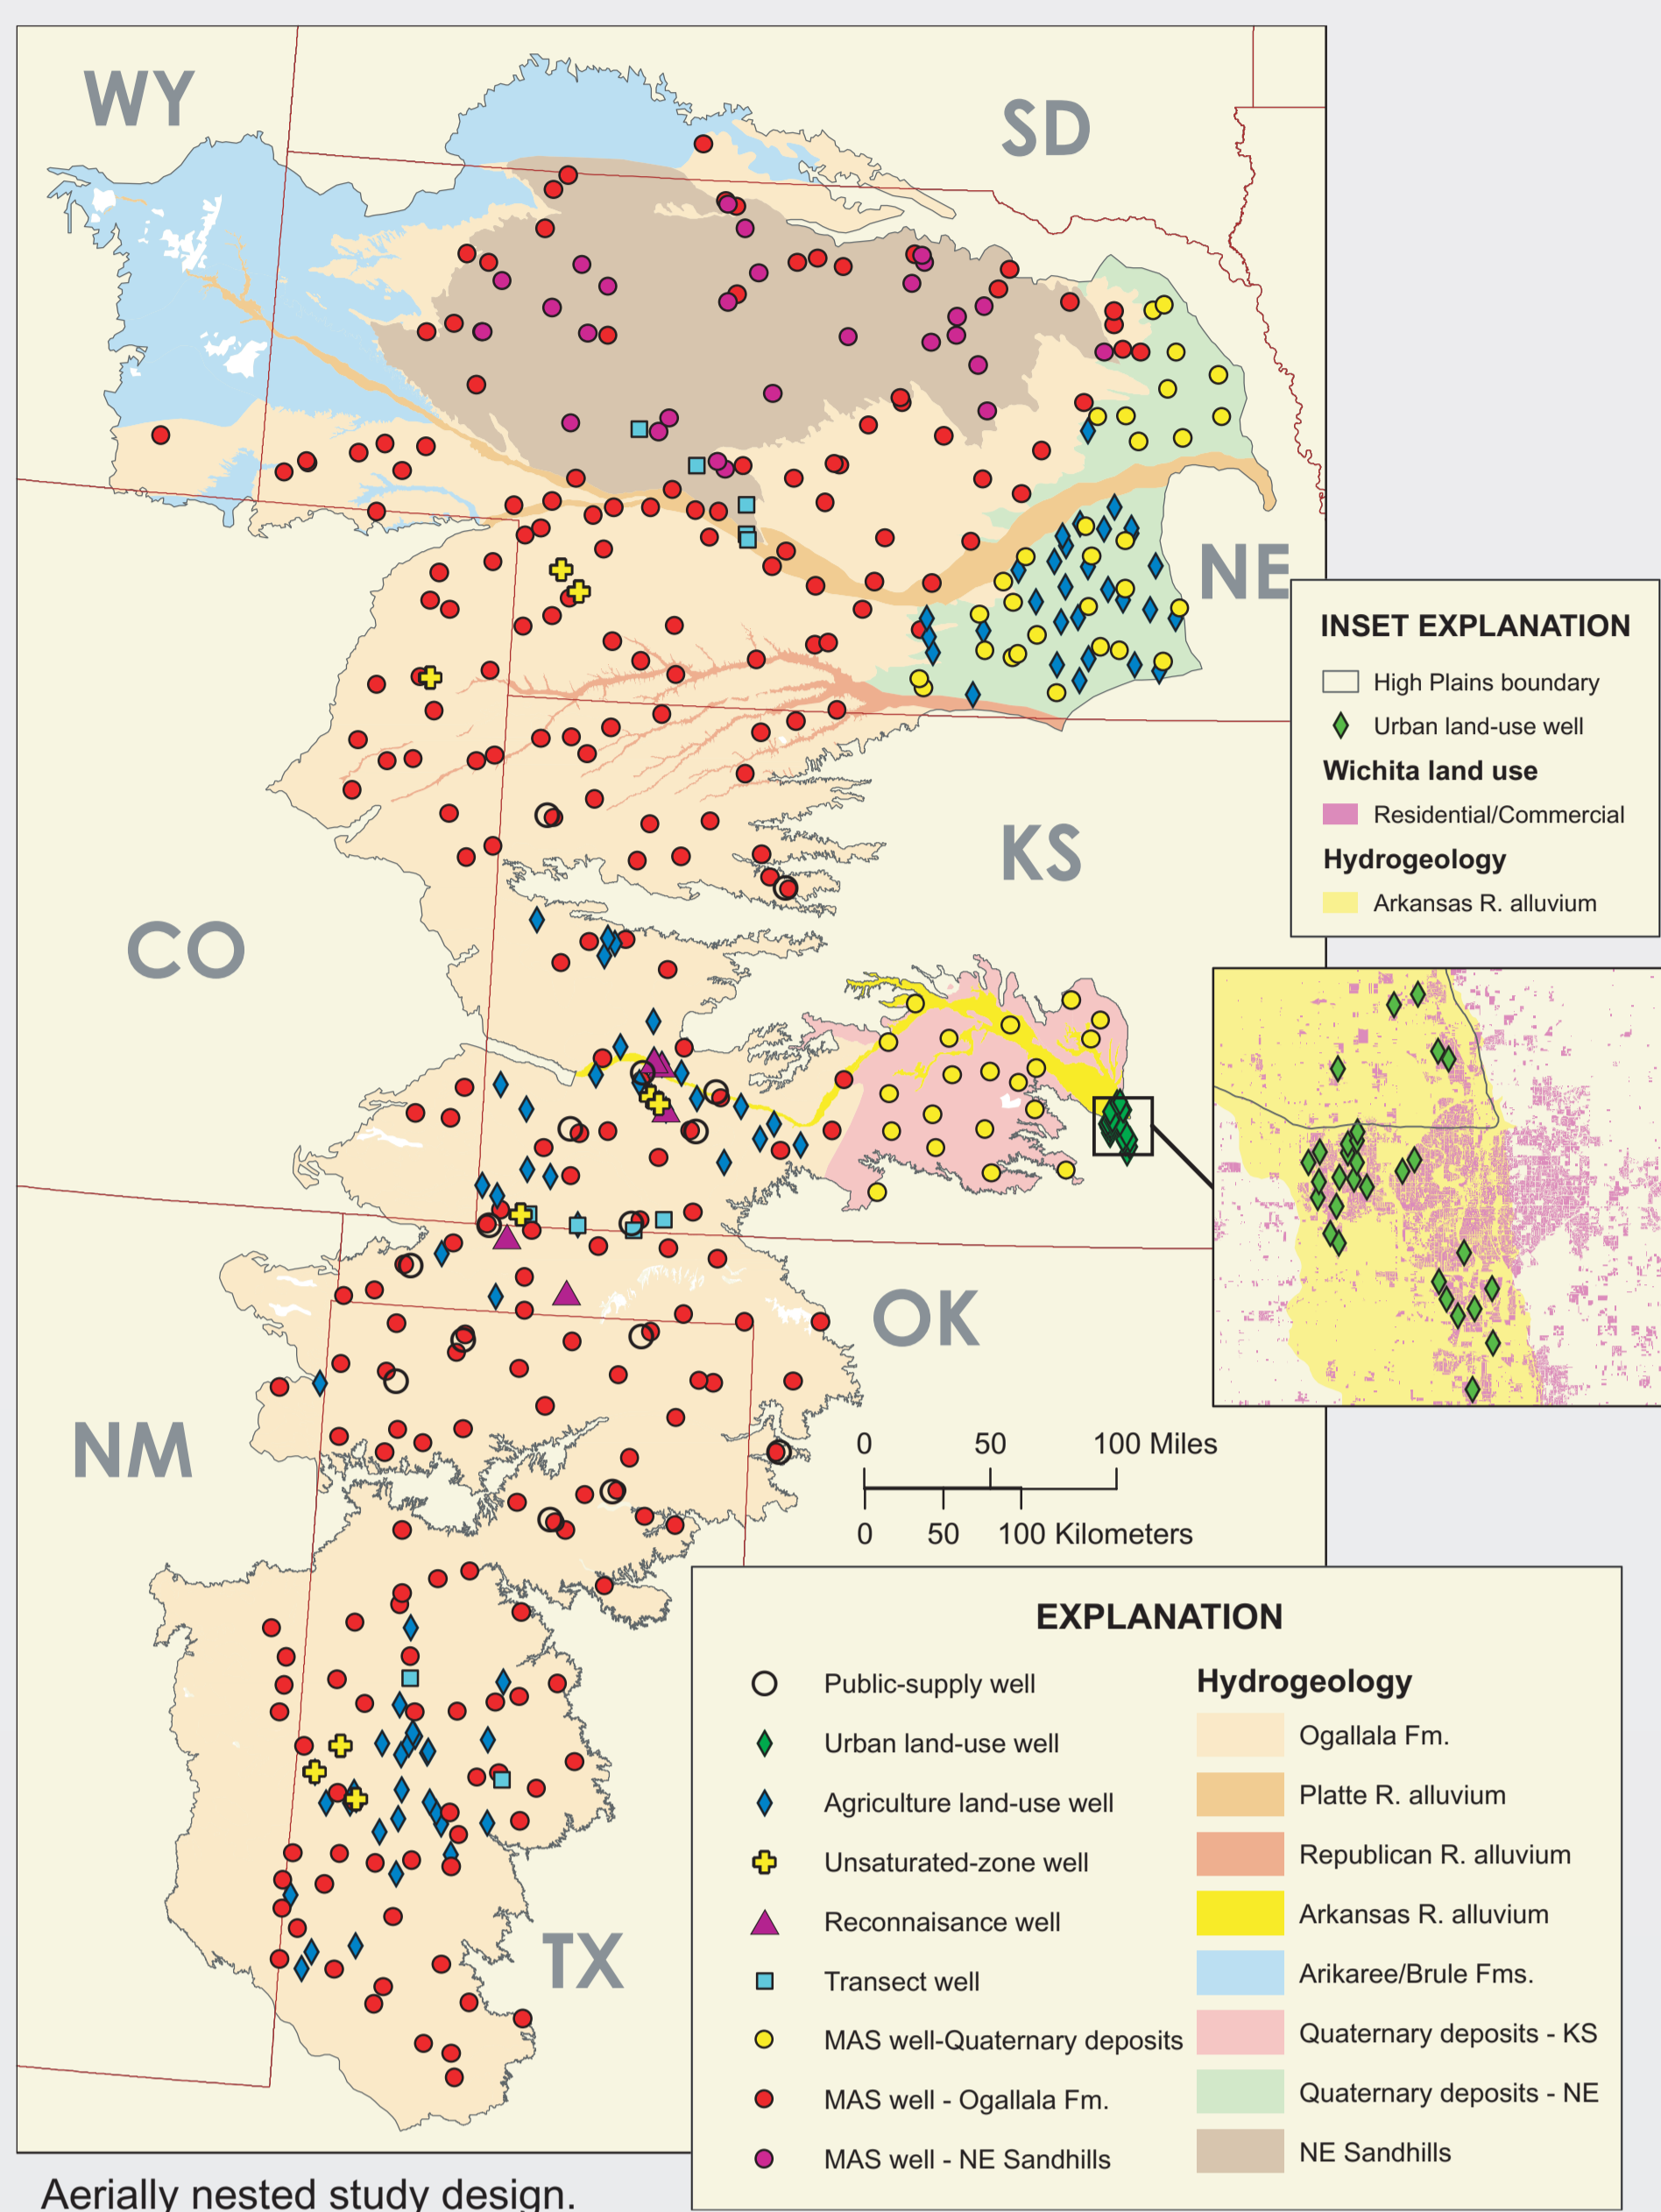 WY
SD
NE
INSET EXPLANATION
High Plains boundary
Urban land-use well
Wichita land use
Residential/Commercial
Hydrogeology
Arkansas R. alluvium
KS
CO
OK
NM
0 50 100 Miles
0 50 100 Kilometers
TX
EXPLANATION
Public-supply well
Urban land-use well
Agriculture land-use well
Unsaturated-zone well
Reconnaisance well
Transect well
MAS well-Quaternary deposits
MAS well - Ogallala Fm.
MAS well - NE Sandhills
Hydrogeology
Ogallala Fm.
Platte R. alluvium
Republican R. alluvium
Arkansas R. alluvium
Arikaree/Brule Fms.
Quaternary deposits - KS
Quaternary deposits - NE
NE Sandhills
Aerially nested study design.